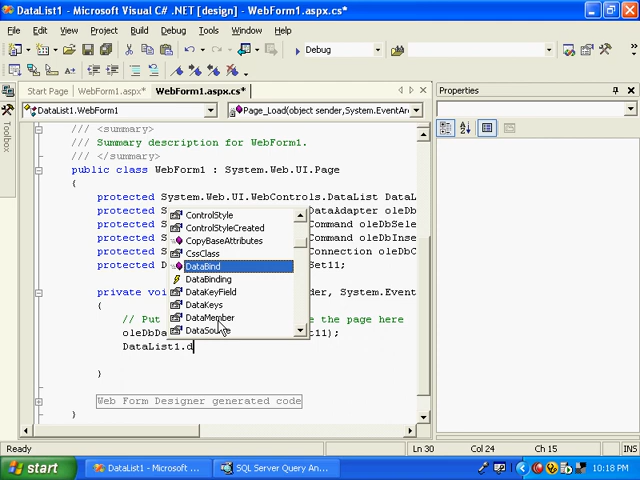 DataList1 - Microsoft Visual C# .NET [design] - WebForm1.aspx.cs*
File Edit View Project Build Debug Tools Window Help
Debug
Start Page WebForm1.aspx* WebForm1.aspx.cs*
Properties
DataList1.WebForm1 Page_Load(object sender,System.EventArc
Toolbox
/// <summary>
/// Summary description for WebForm1.
/// </summary>
public class WebForm1 : System.Web.UI.Page
{
protected System.Web.UI.WebControls.DataList DataL
protected DataAdapter oleDb
protected Command oleDbSele
protected Command oleDbInse
protected Connection oleDbC
protected D Set11;
ControlStyle
ControlStyleCreated
CopyBaseAttributes
CssClass
DataBind
DataBinding
DataKeyField
DataKeys
DataMember
DataSource
private voi der, System.Event
{
// Put e the page here
oleDbDa t11);
DataList1.d
}
Web Form Designer generated code
}
Ready Ln 30 Col 24 Ch 15 INS
start DataList1 - Microsoft ... SQL Server Query An... 10:18 PM